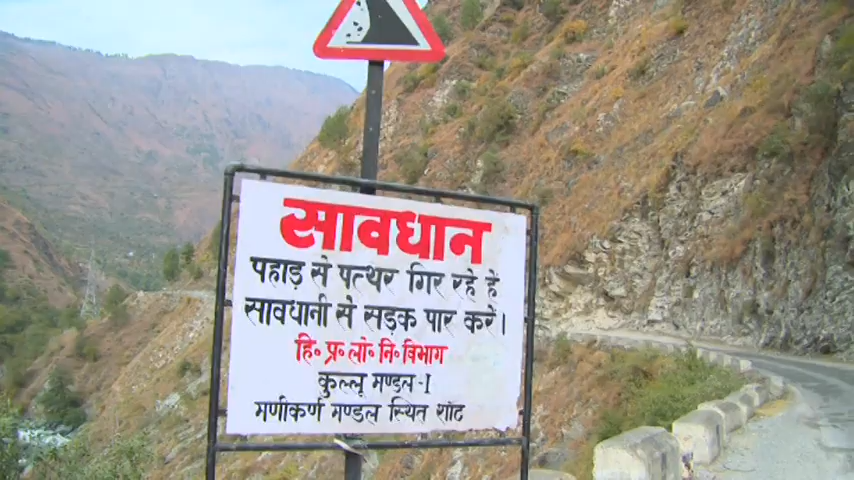 सावधान
पहाड़ से पत्थर गिर रहे हैं
सावधानी से सड़क पार करें।
हि॰ प्र॰ लो॰ नि॰ विभाग
कुल्लू मण्डल-I
मणीकर्ण मण्डल स्थित शांट